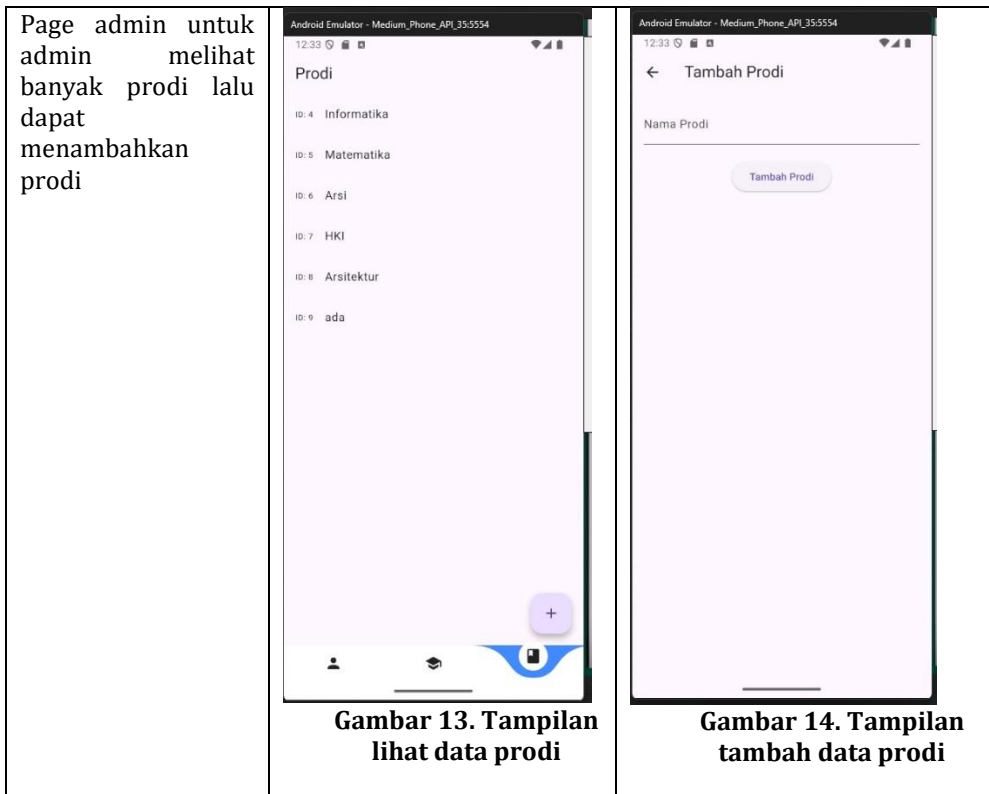 Page admin untuk
admin melihat
banyak prodi lalu
dapat
menambahkan
prodi
Android Emulator - Medium_Phone_API_35:5554
12:33
Prodi
ID: 4 Informatika
ID: 5 Matematika
ID: 6 Arsi
ID: 7 HKI
ID: 8 Arsitektur
ID: 9 ada
+
Gambar 13. Tampilan
lihat data prodi
Android Emulator - Medium_Phone_API_35:5554
12:33
← Tambah Prodi
Nama Prodi
Tambah Prodi
Gambar 14. Tampilan
tambah data prodi